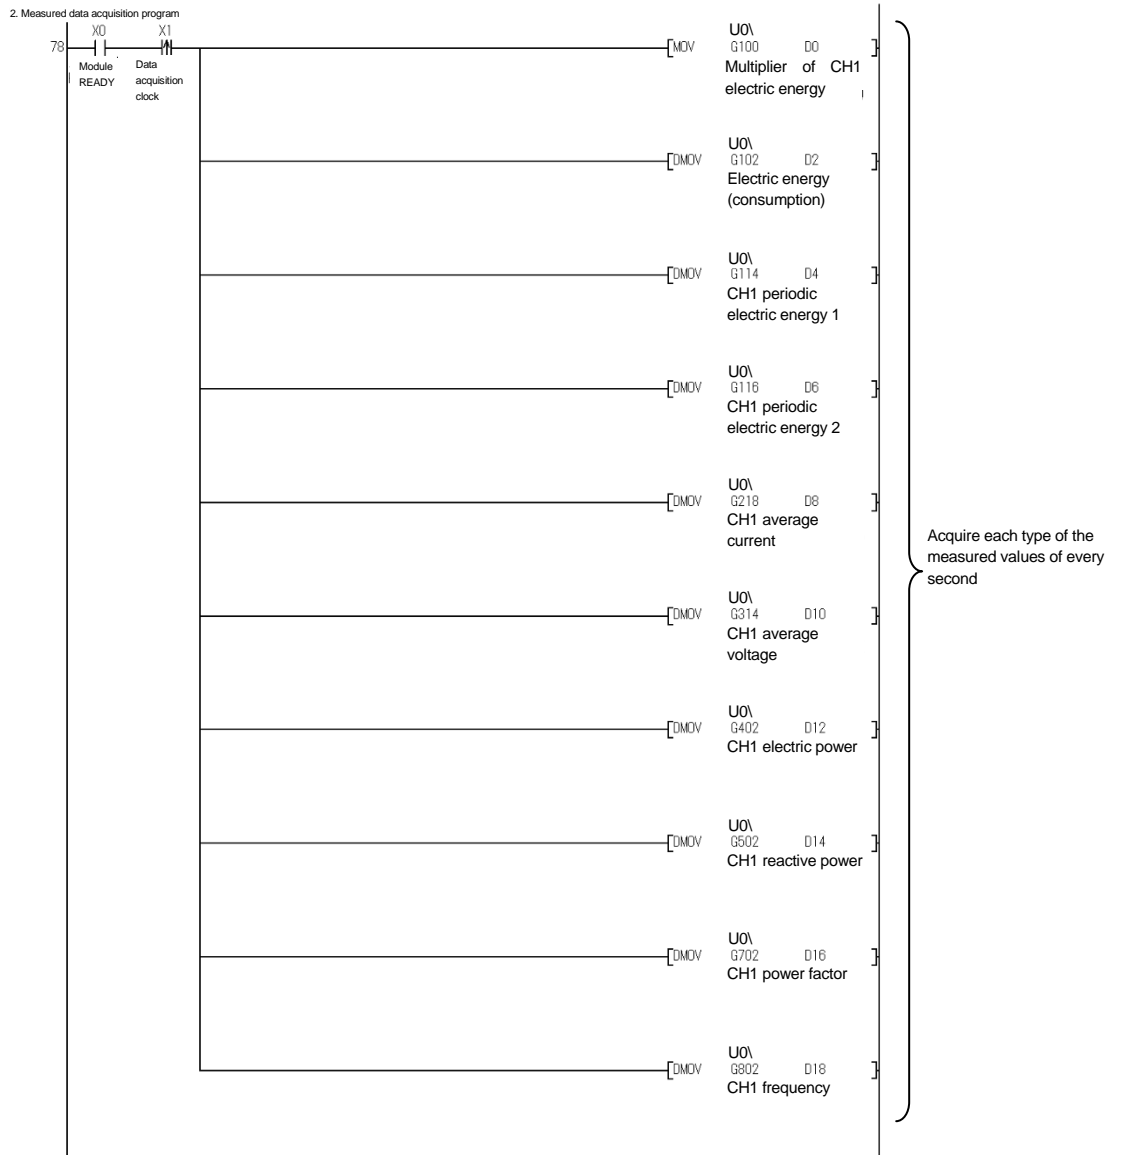 2. Measured data acquisition program
X0 X1
78
Module
READY
Data
acquisition
clock
U0\
[MOV G100 D0 ]
Multiplier of CH1
electric energy
U0\
[DMOV G102 D2 ]
Electric energy
(consumption)
U0\
[DMOV G114 D4 ]
CH1 periodic
electric energy 1
U0\
[DMOV G116 D6 ]
CH1 periodic
electric energy 2
U0\
[DMOV G218 D8 ]
CH1 average
current
U0\
[DMOV G314 D10 ]
CH1 average
voltage
U0\
[DMOV G402 D12 ]
CH1 electric power
U0\
[DMOV G502 D14 ]
CH1 reactive power
U0\
[DMOV G702 D16 ]
CH1 power factor
U0\
[DMOV G802 D18 ]
CH1 frequency
Acquire each type of the
measured values of every
second